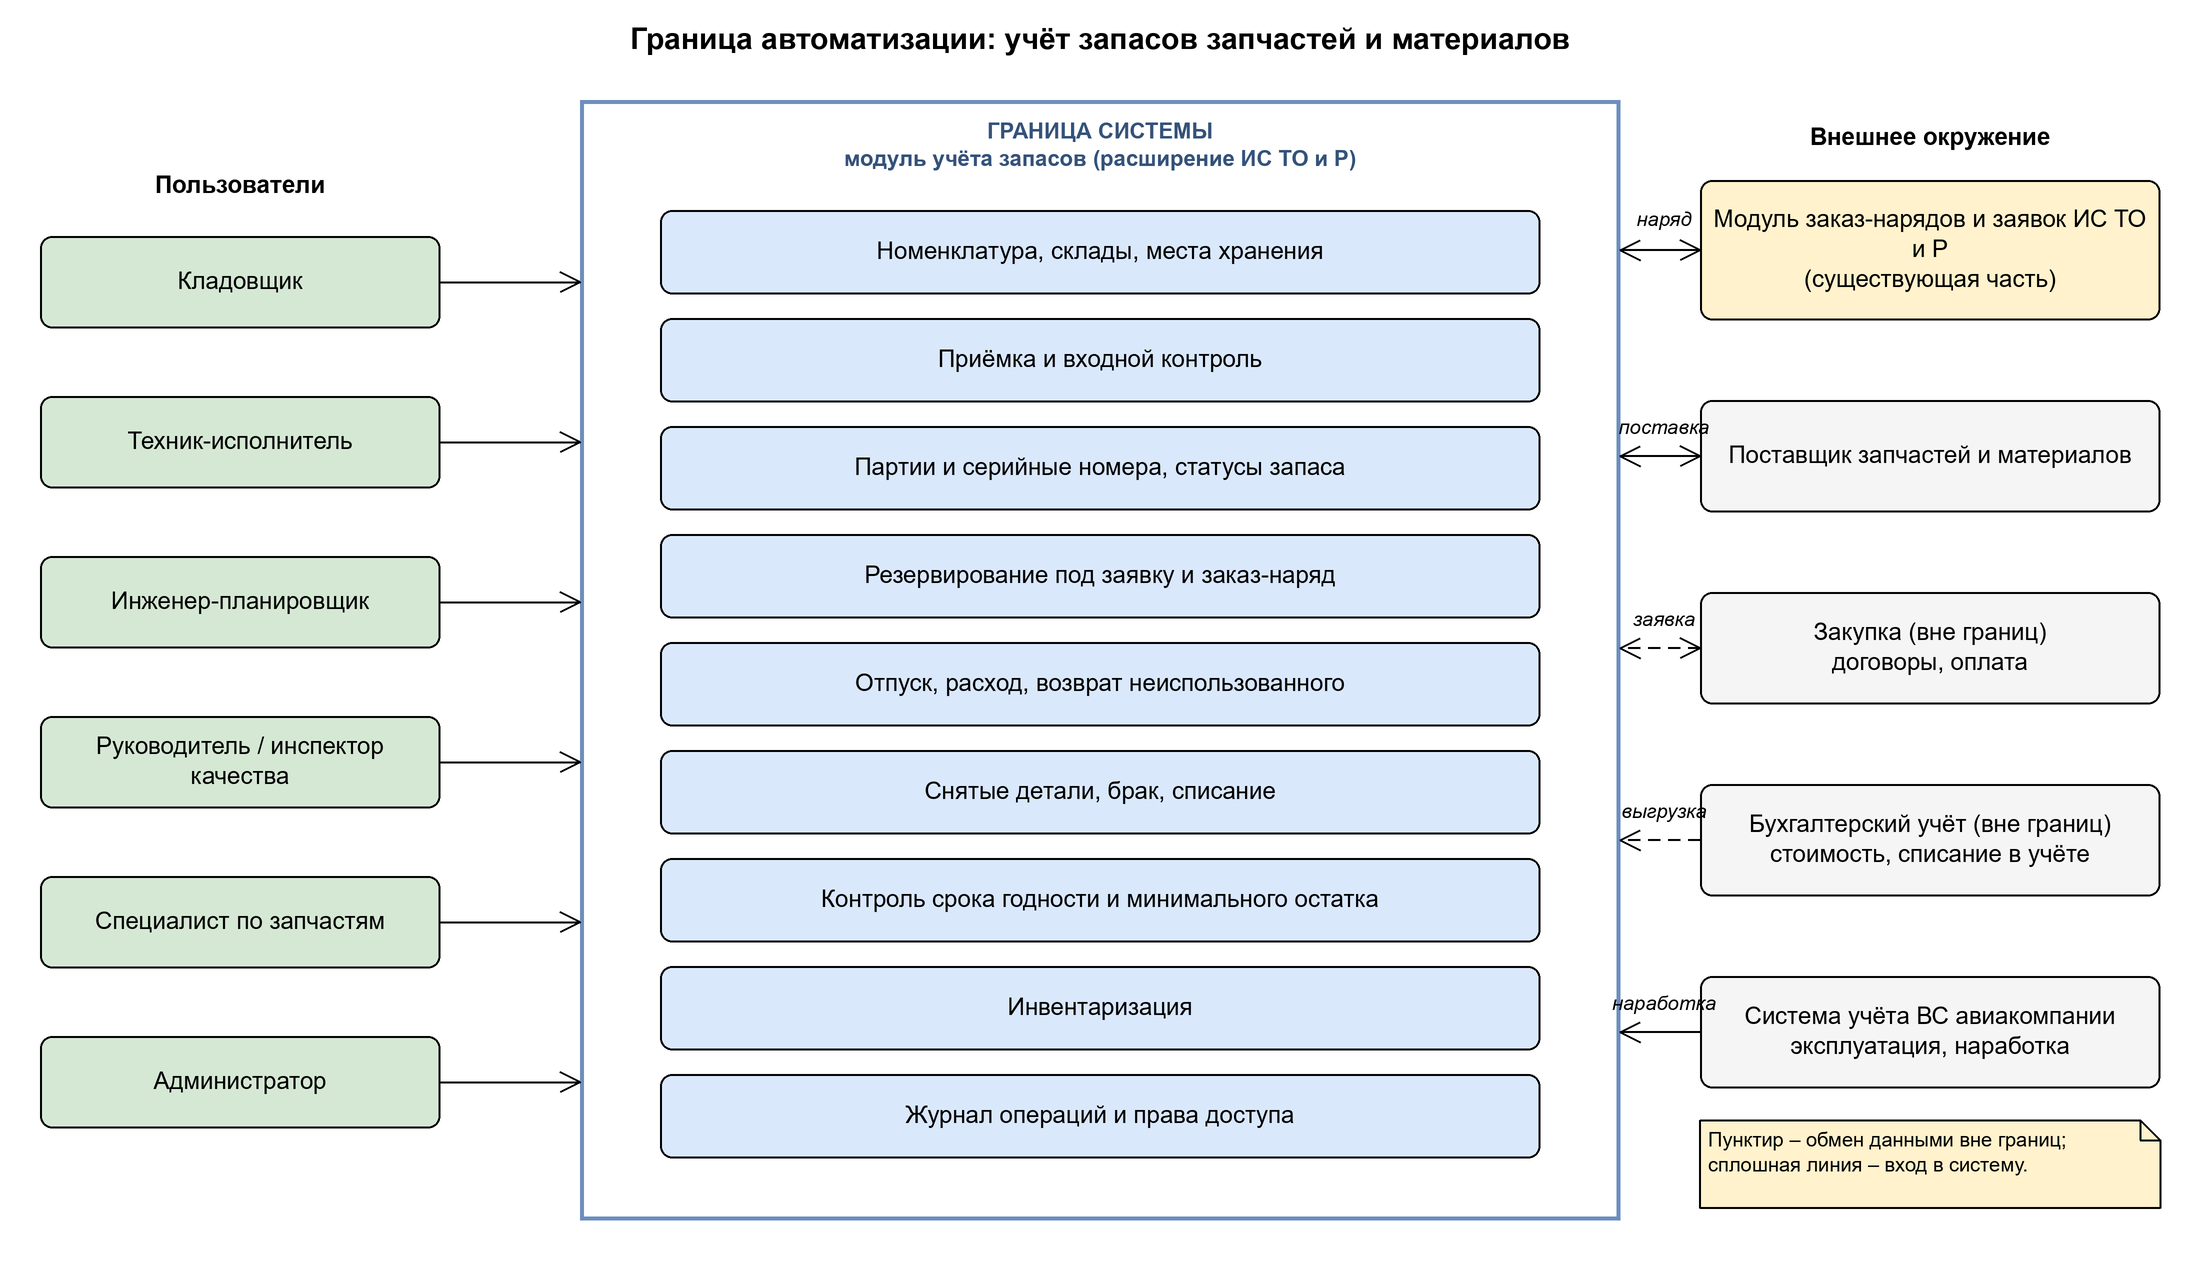 Граница автоматизации: учёт запасов запчастей и материалов
Пользователи
Кладовщик
Техник-исполнитель
Инженер-планировщик
Руководитель / инспектор
качества
Специалист по запчастям
Администратор
ГРАНИЦА СИСТЕМЫ
модуль учёта запасов (расширение ИС ТО и Р)
Номенклатура, склады, места хранения
Приёмка и входной контроль
Партии и серийные номера, статусы запаса
Резервирование под заявку и заказ-наряд
Отпуск, расход, возврат неиспользованного
Снятые детали, брак, списание
Контроль срока годности и минимального остатка
Инвентаризация
Журнал операций и права доступа
Внешнее окружение
наряд
Модуль заказ-нарядов и заявок ИС ТО
и Р
(существующая часть)
поставка
Поставщик запчастей и материалов
заявка
Закупка (вне границ)
договоры, оплата
выгрузка
Бухгалтерский учёт (вне границ)
стоимость, списание в учёте
наработка
Система учёта ВС авиакомпании
эксплуатация, наработка
Пунктир – обмен данными вне границ;
сплошная линия – вход в систему.